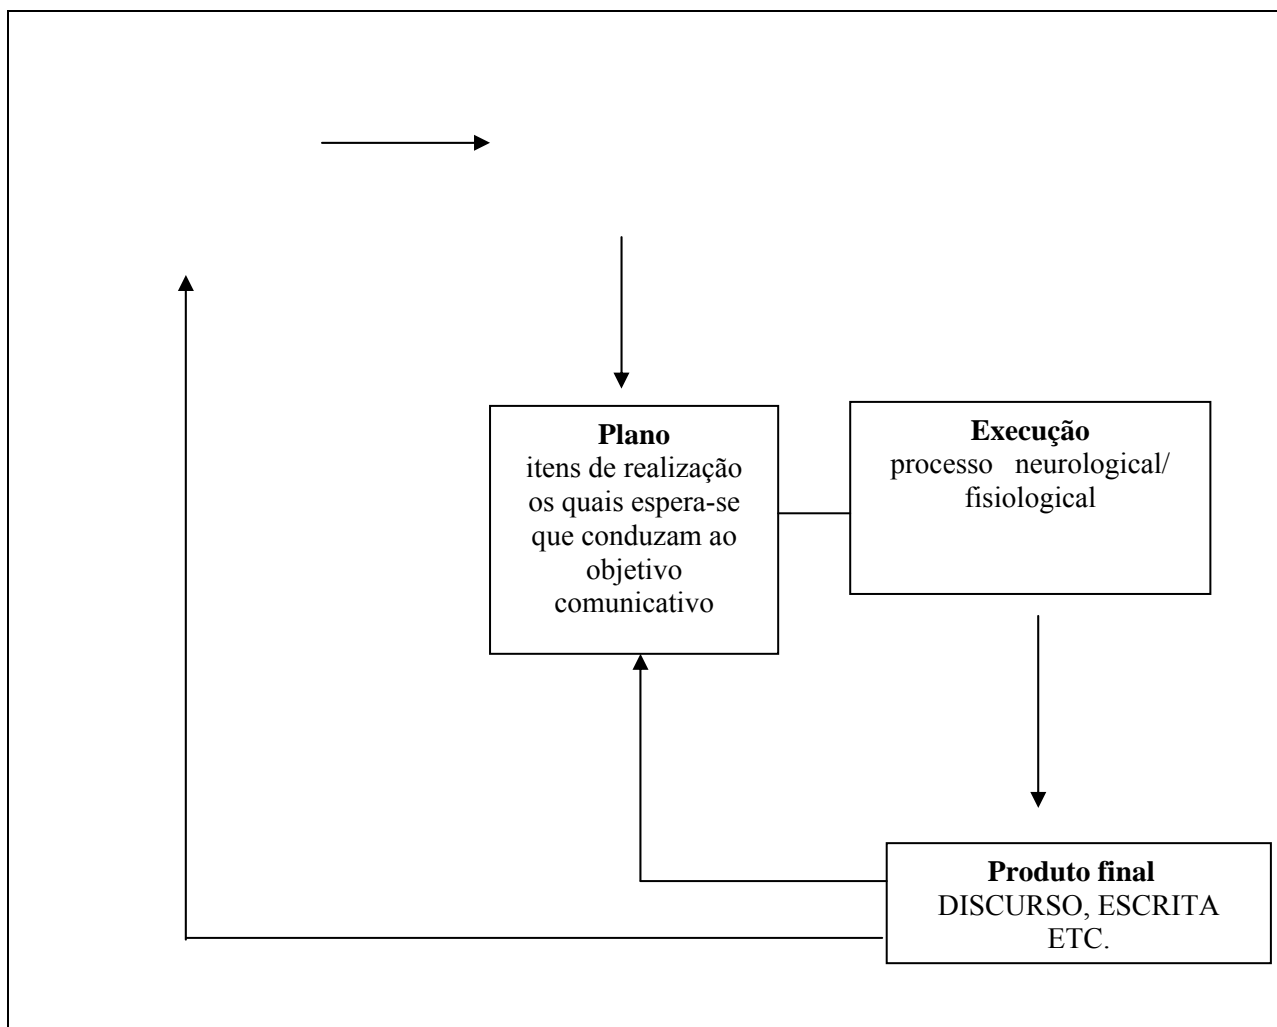 Plano
itens de realização
os quais espera-se
que conduzam ao
objetivo
comunicativo
Execução
processo neurological/
fisiological
Produto final
DISCURSO, ESCRITA
ETC.